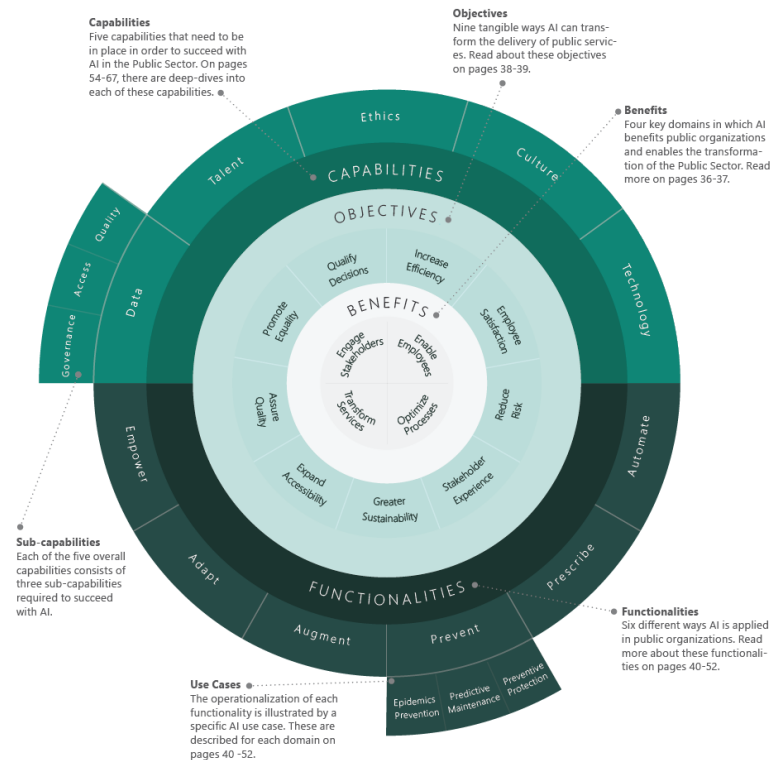 Capabilities
Five capabilities that need to be
in place in order to succeed with
AI in the Public Sector. On pages
54-67, there are deep-dives into
each of these capabilities.
Objectives
Nine tangible ways AI can trans-
form the delivery of public servic-
es. Read about these objectives
on pages 38-39.
Benefits
Four key domains in which AI
benefits public organizations
and enables the transforma-
tion of the Public Sector. Read
more on pages 36-37.
Ethics
Talent
Culture
Data
Technology
Quality
Access
Governance
CAPABILITIES
OBJECTIVES
Qualify
Decisions
Increase
Efficiency
Promote
Equality
Employee
Satisfaction
Assure
Quality
Reduce
Risk
Expand
Accessibility
Greater
Sustainability
Stakeholder
Experience
BENEFITS
Engage
Stakeholders
Enable
Employees
Transform
Services
Optimize
Processes
Empower
Automate
Adapt
Prescribe
Augment
Prevent
FUNCTIONALITIES
Epidemics
Prevention
Predictive
Maintenance
Preventive
Protection
Sub-capabilities
Each of the five overall
capabilities consists of
three sub-capabilities
required to succeed
with AI.
Functionalities
Six different ways AI is applied
in public organizations. Read
more about these functionali-
ties on pages 40-52.
Use Cases
The operationalization of each
functionality is illustrated by a
specific AI use case. These are
described for each domain on
pages 40 -52.